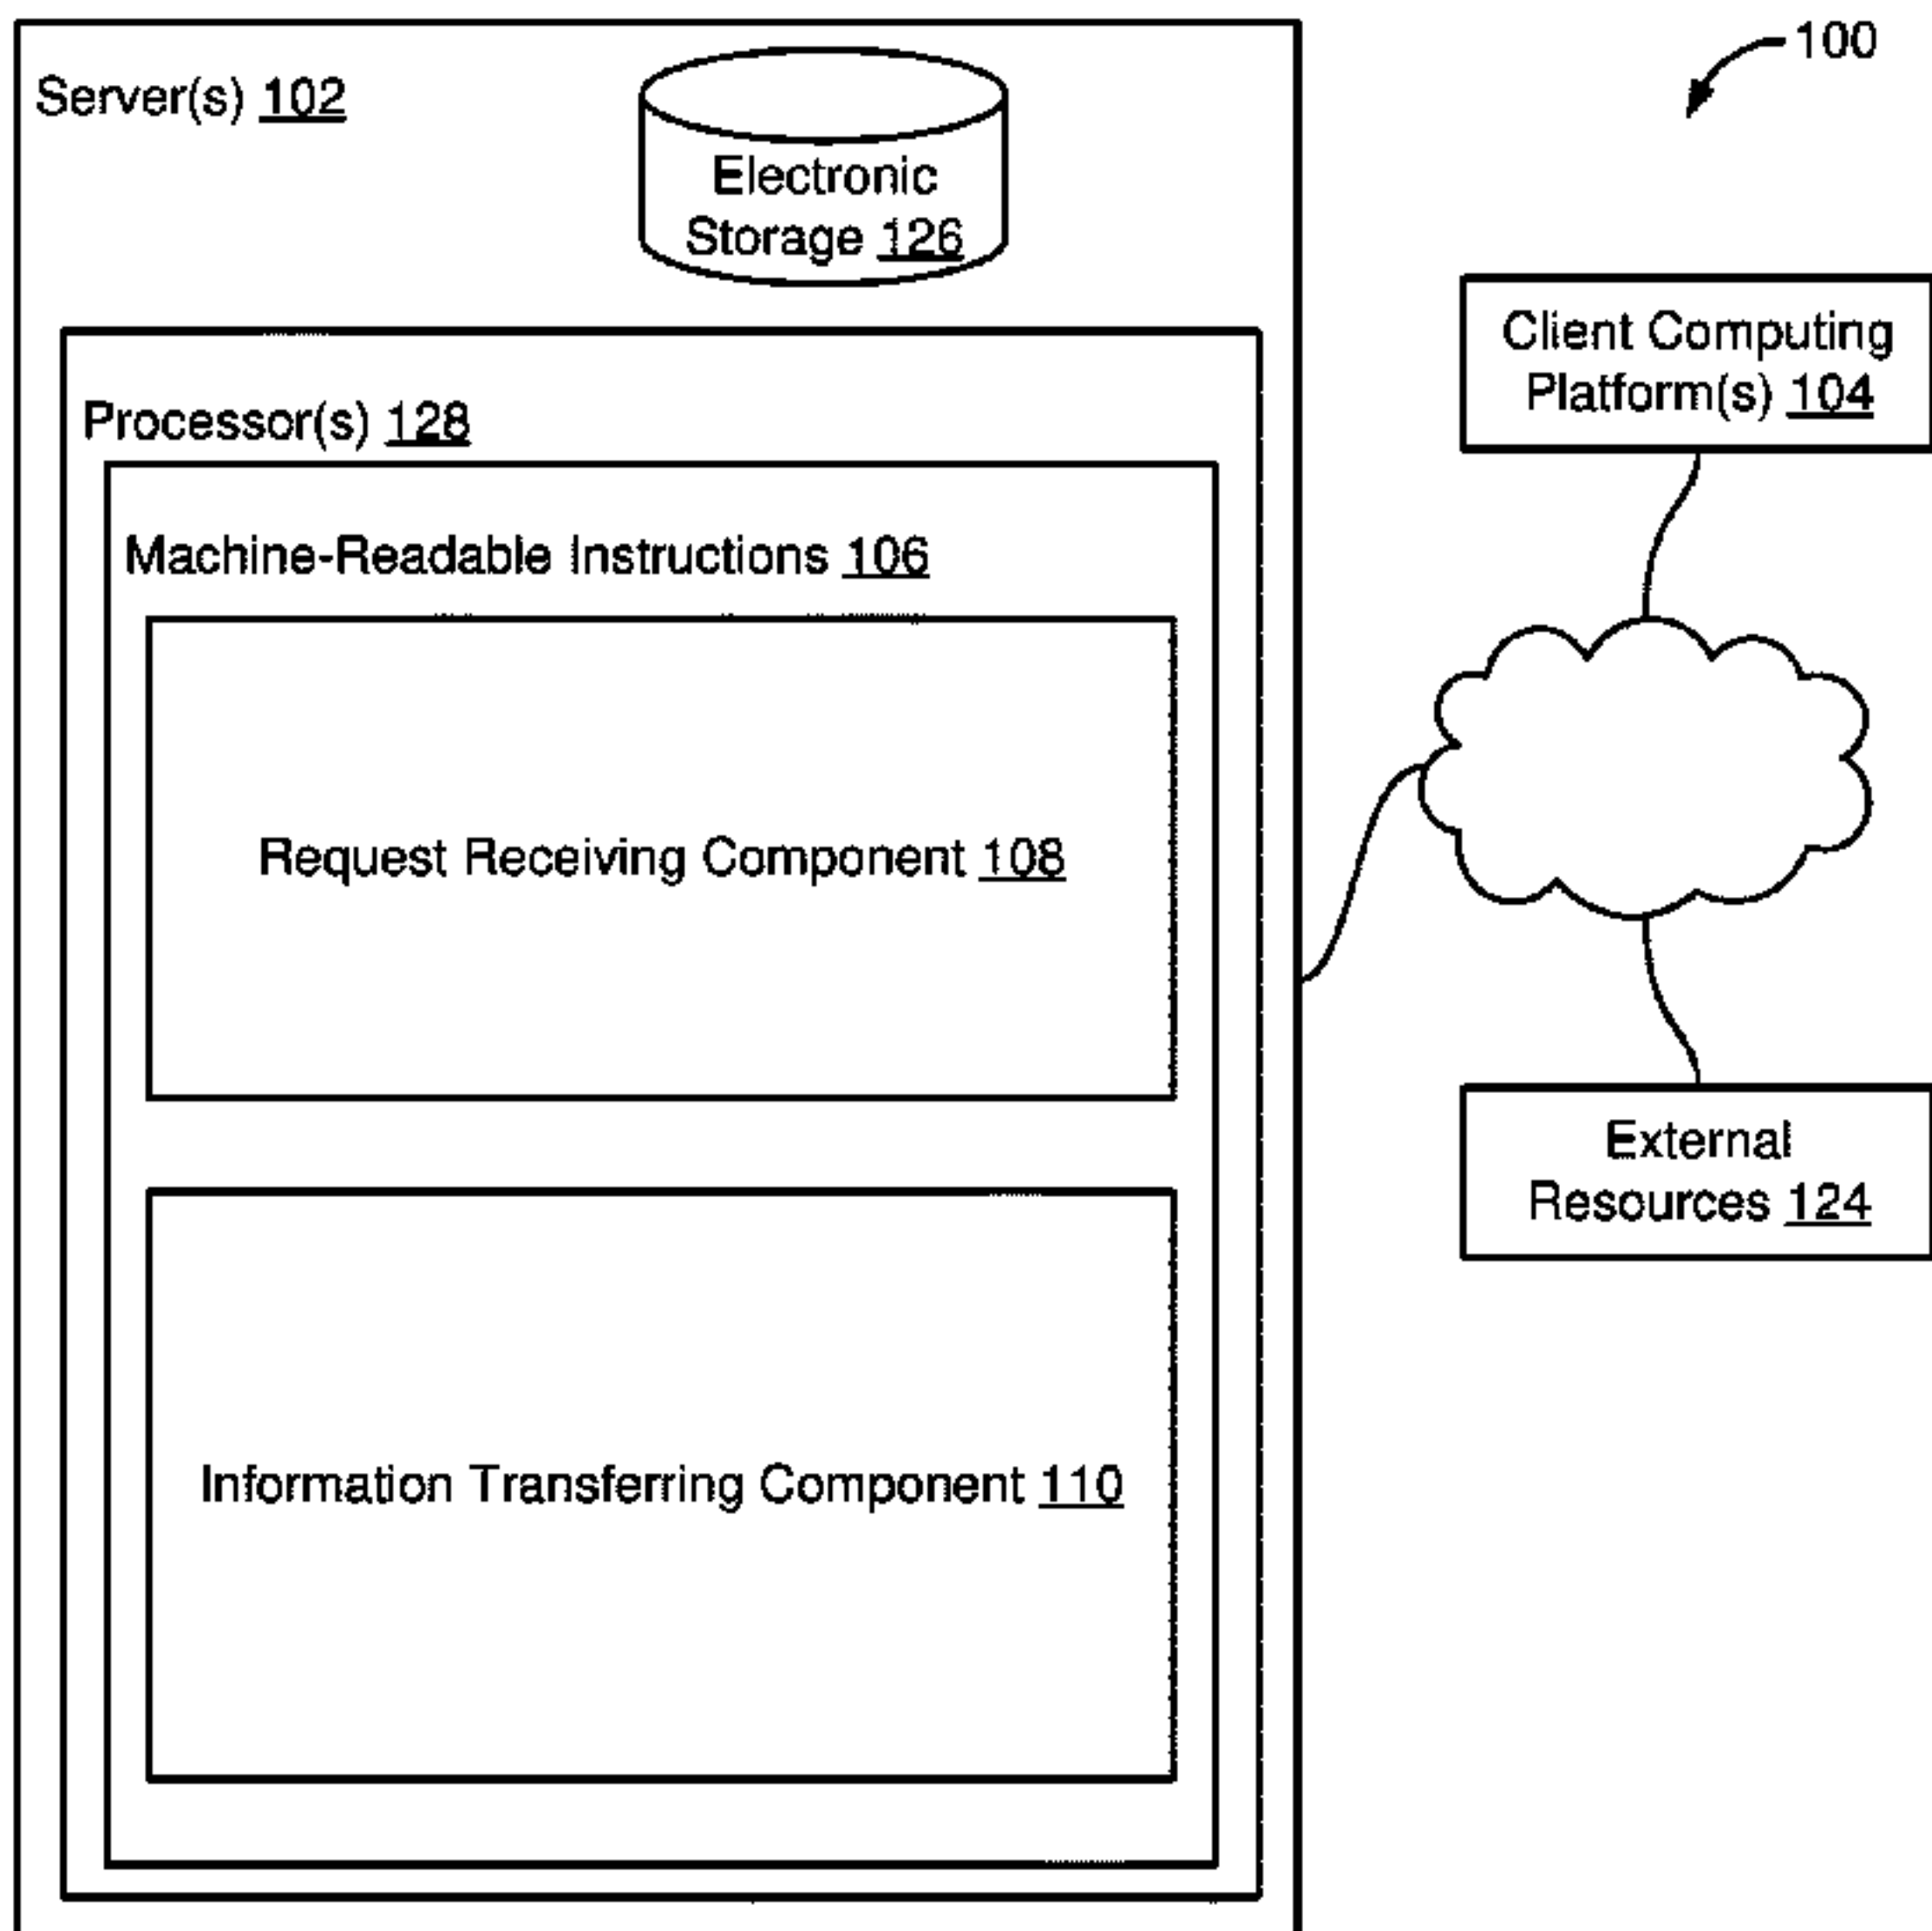 100
Server(s) 102
Electronic
Storage 126
Client Computing
Platform(s) 104
Processor(s) 128
Machine-Readable Instructions 106
Request Receiving Component 108
External
Resources 124
Information Transferring Component 110